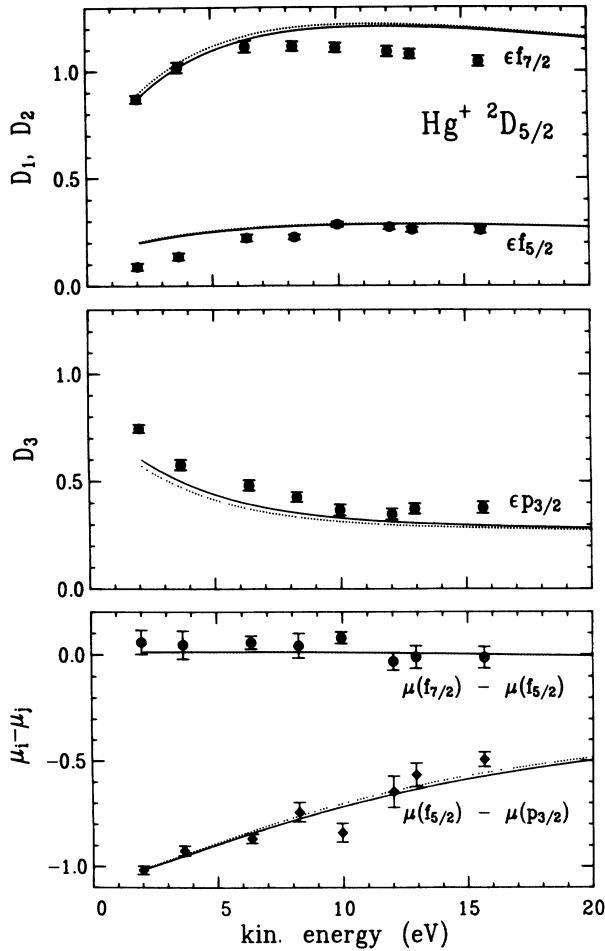 1.0
0.5
0.0
D₁, D₂
εf₇/₂
Hg⁺ ²D₅/₂
εf₅/₂
1.0
0.5
0.0
D₃
εp₃/₂
0.0
−0.5
−1.0
μᵢ−μⱼ
μ(f₇/₂) − μ(f₅/₂)
μ(f₅/₂) − μ(p₃/₂)
0 5 10 15 20
kin. energy (eV)